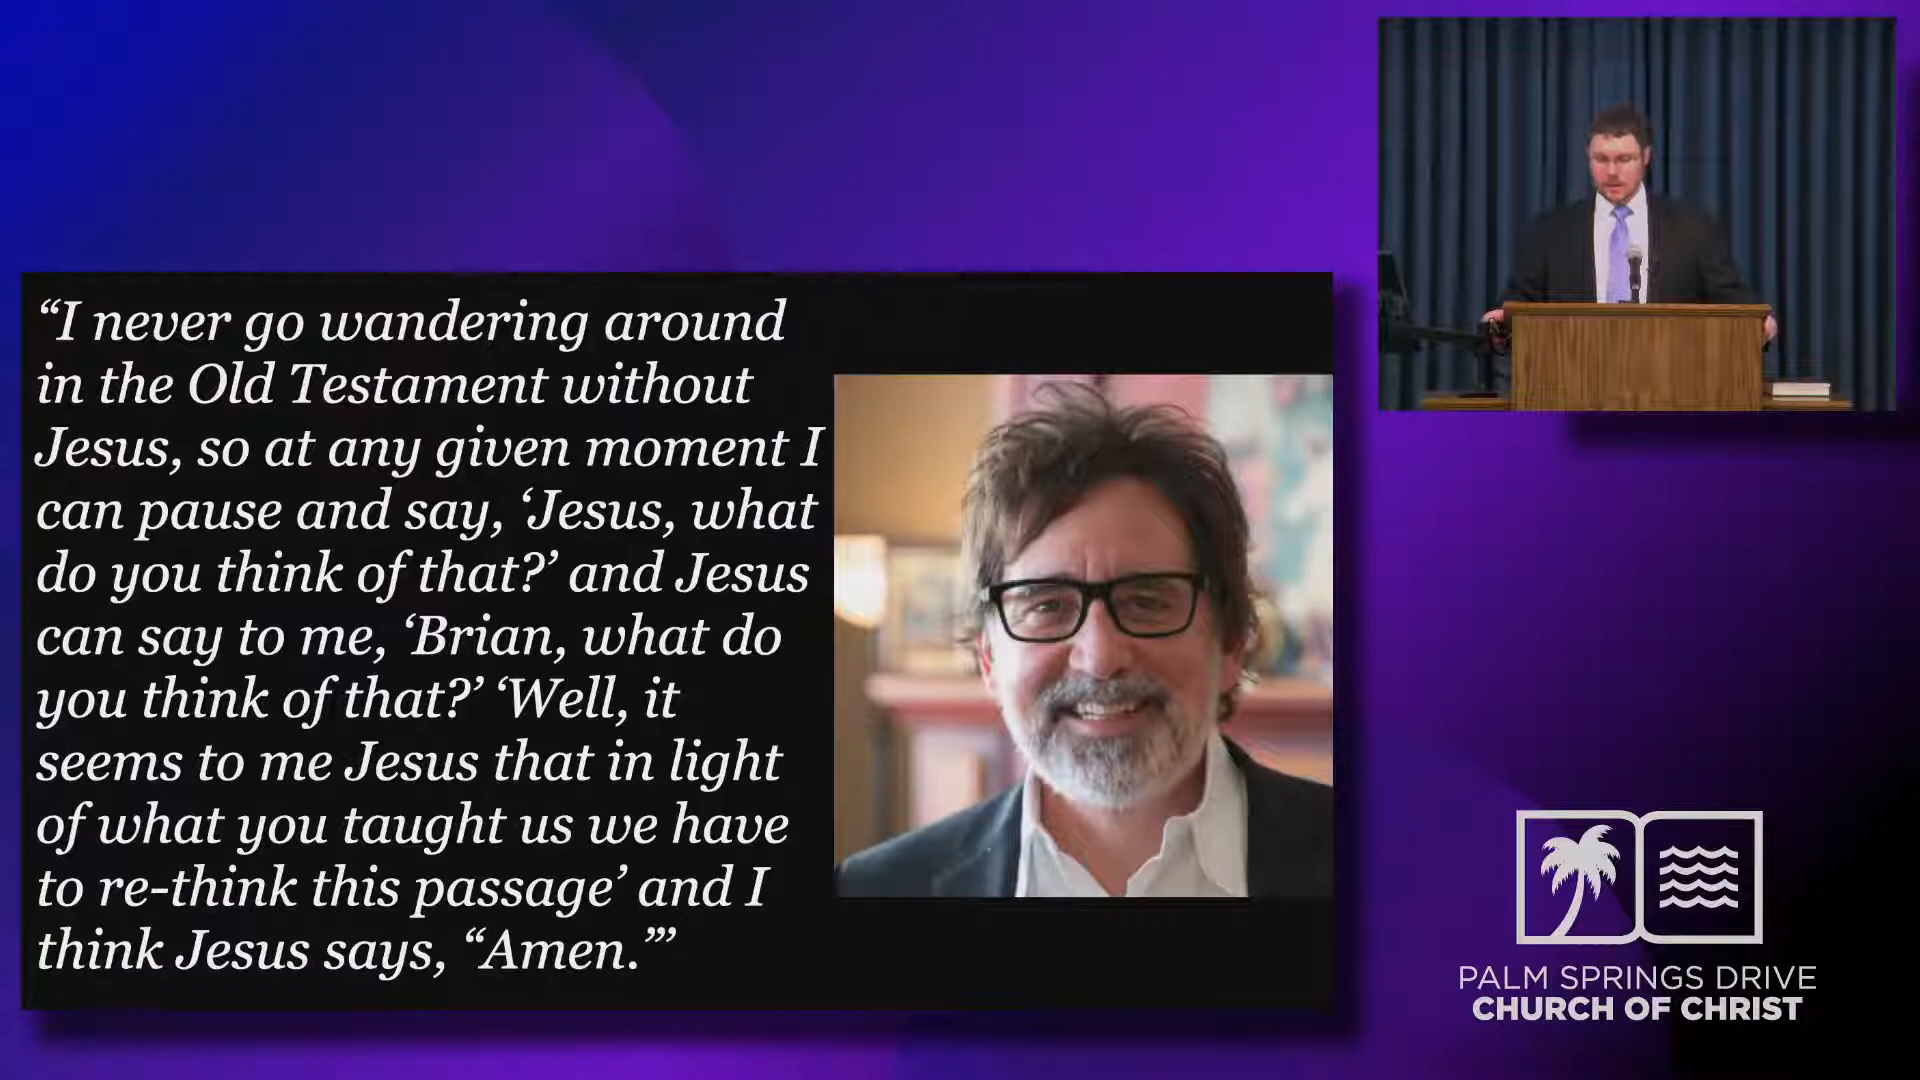 “I never go wandering around
in the Old Testament without
Jesus, so at any given moment I
can pause and say, ‘Jesus, what
do you think of that?’ and Jesus
can say to me, ‘Brian, what do
you think of that?’ ‘Well, it
seems to me Jesus that in light
of what you taught us we have
to re-think this passage’ and I
think Jesus says, “Amen.”’
PALM SPRINGS DRIVE
CHURCH OF CHRIST